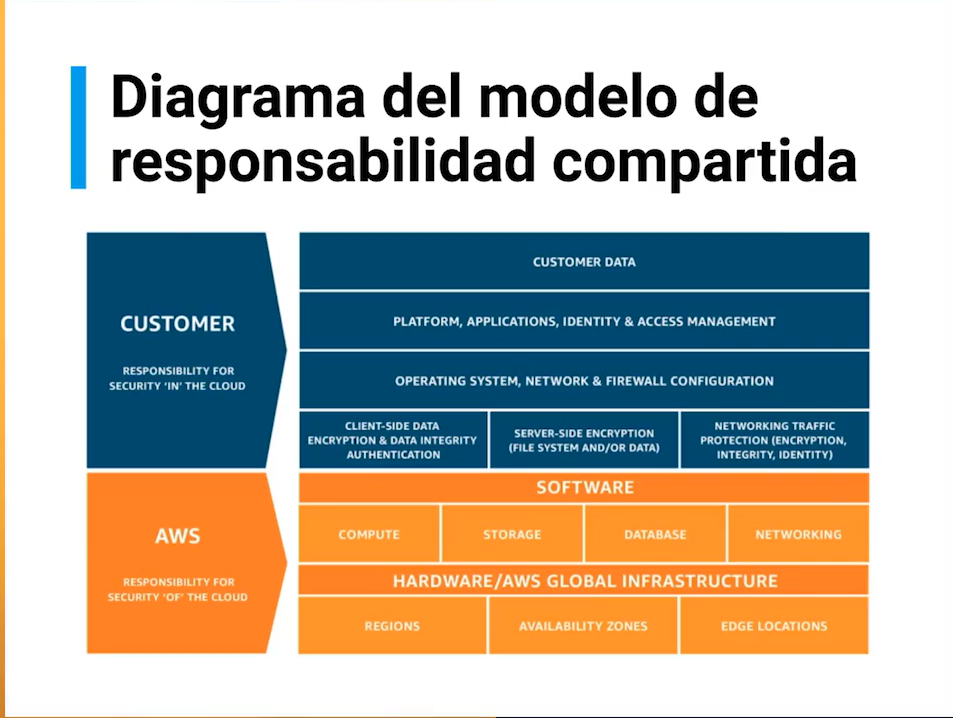 Diagrama del modelo de
responsabilidad compartida
CUSTOMER
RESPONSIBILITY FOR
SECURITY ‘IN’ THE CLOUD
CUSTOMER DATA
PLATFORM, APPLICATIONS, IDENTITY & ACCESS MANAGEMENT
OPERATING SYSTEM, NETWORK & FIREWALL CONFIGURATION
CLIENT-SIDE DATA
ENCRYPTION & DATA INTEGRITY
AUTHENTICATION
SERVER-SIDE ENCRYPTION
(FILE SYSTEM AND/OR DATA)
NETWORKING TRAFFIC
PROTECTION (ENCRYPTION,
INTEGRITY, IDENTITY)
AWS
RESPONSIBILITY FOR
SECURITY ‘OF’ THE CLOUD
SOFTWARE
COMPUTE
STORAGE
DATABASE
NETWORKING
HARDWARE/AWS GLOBAL INFRASTRUCTURE
REGIONS
AVAILABILITY ZONES
EDGE LOCATIONS